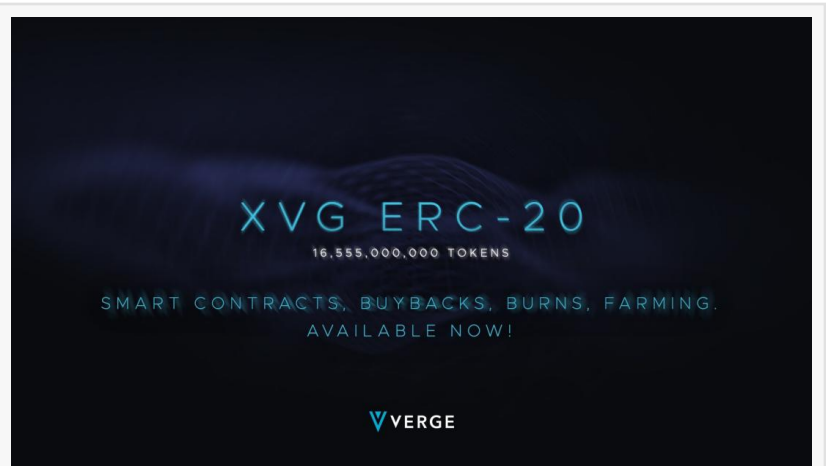 XVG ERC-20
16,555,000,000 TOKENS
SMART CONTRACTS, BUYBACKS, BURNS, FARMING.
AVAILABLE NOW!
VERGE